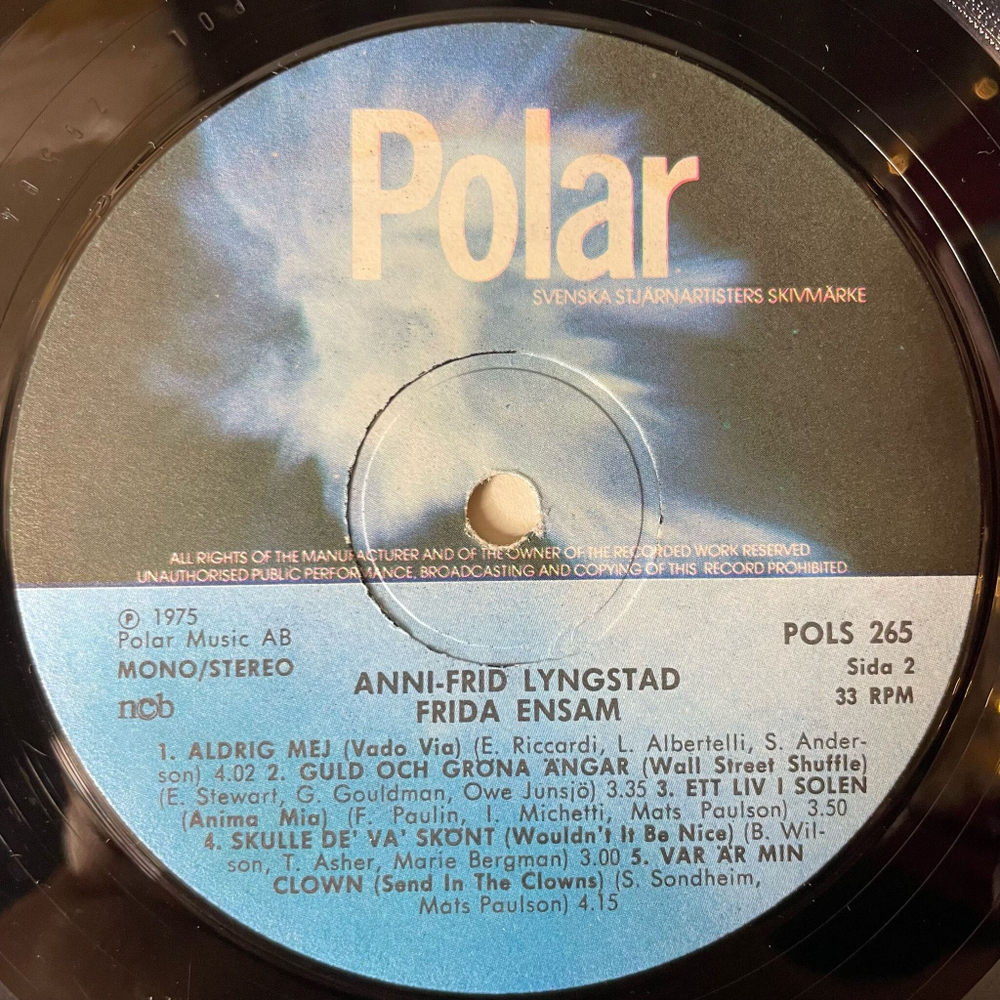 Polar
SVENSKA STJÄRNARTISTERS SKIVMÄRKE
ALL RIGHTS OF THE MANUFACTURER AND OF THE OWNER OF THE RECORDED WORK RESERVED
UNAUTHORISED PUBLIC PERFORMANCE, BROADCASTING AND COPYING OF THIS RECORD PROHIBITED
℗ 1975
Polar Music AB
MONO/STEREO
ncb
POLS 265
Sida 2
33 RPM
ANNI-FRID LYNGSTAD
FRIDA ENSAM
1. ALDRIG MEJ (Vado Via) (E. Riccardi, L. Albertelli, S. Ander-
son) 4.02 2. GULD OCH GRÖNA ÄNGAR (Wall Street Shuffle)
(E. Stewart, G. Gouldman, Owe Junsjö) 3.35 3. ETT LIV I SOLEN
(Anima Mia) (F. Paulin, I. Michetti, Mats Paulson) 3.50
4. SKULLE DE' VA' SKÖNT (Wouldn't It Be Nice) (B. Wil-
son, T. Asher, Marie Bergman) 3.00 5. VAR ÄR MIN
CLOWN (Send In The Clowns) (S. Sondheim,
Mats Paulson) 4.15